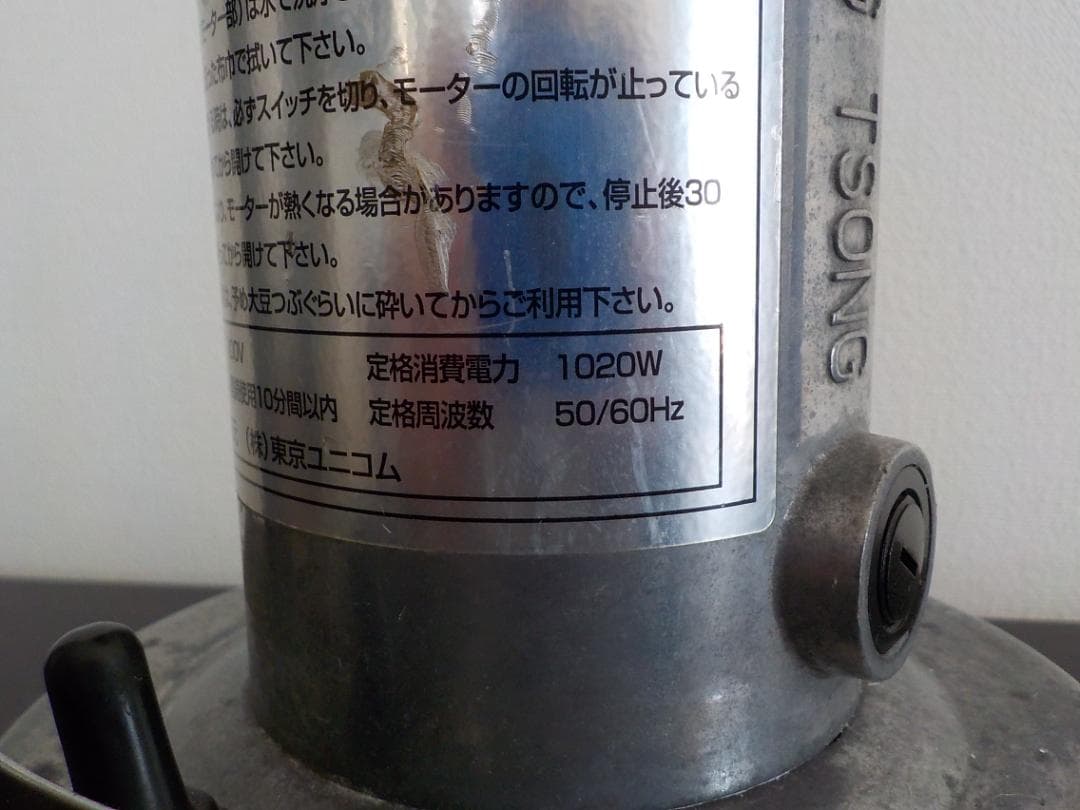 モーター部)は水で洗浄
布巾で拭いて下さい。
は、必ずスイッチを切り、モーターの回転が止っている
から開けて下さい。
モーターが熱くなる場合がありますので、停止後30
から開けて下さい。
予め大豆つぶぐらいに砕いてからご利用下さい。
00V 定格消費電力 1020W
使用10分間以内 定格周波数 50/60Hz
(株)東京ユニコム
G TSONG